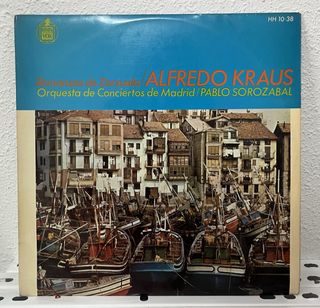 HH 10-38
Romanzas de Zarzuela/ALFREDO KRAUS
Orquesta de Conciertos de Madrid/PABLO SOROZABAL